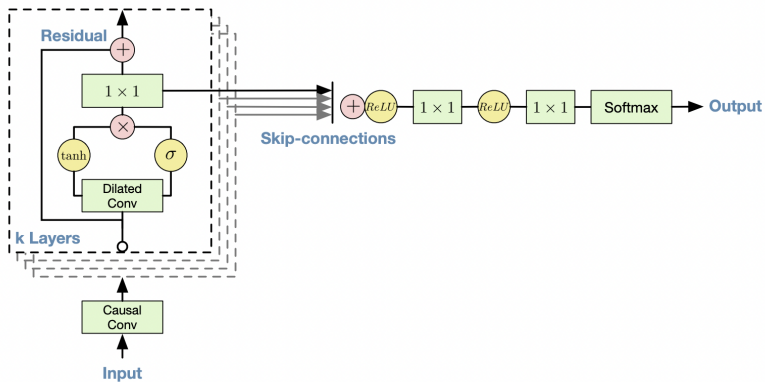 Residual
+
1 × 1
×
tanh
σ
Dilated
Conv
k Layers
Causal
Conv
Input
Skip-connections
+
ReLU
1 × 1
ReLU
1 × 1
Softmax
Output